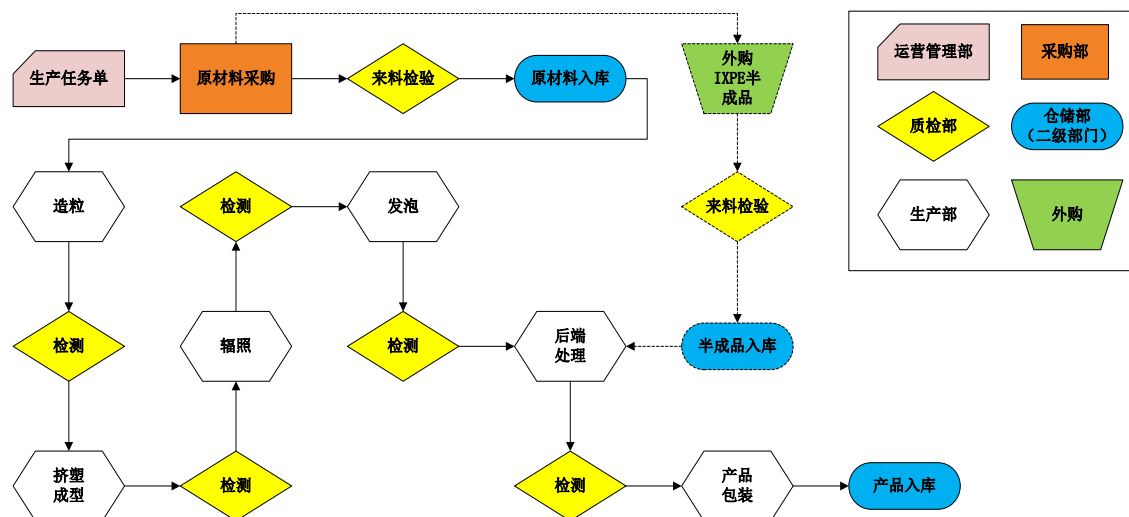 生产任务单
原材料采购
来料检验
原材料入库
外购
IXPE半
成品
运营管理部
采购部
质检部
仓储部
（二级部门）
生产部
外购
造粒
检测
发泡
来料检验
检测
辐照
检测
后端
处理
半成品入库
挤塑
成型
检测
检测
产品
包装
产品入库